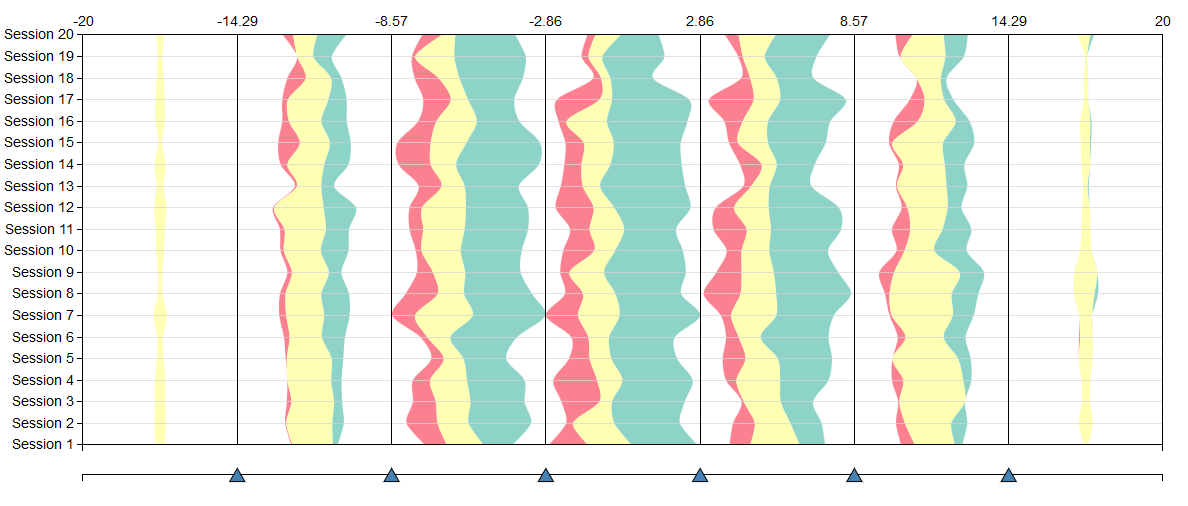 -20 -14.29 -8.57 -2.86 2.86 8.57 14.29 20
Session 20
Session 19
Session 18
Session 17
Session 16
Session 15
Session 14
Session 13
Session 12
Session 11
Session 10
Session 9
Session 8
Session 7
Session 6
Session 5
Session 4
Session 3
Session 2
Session 1